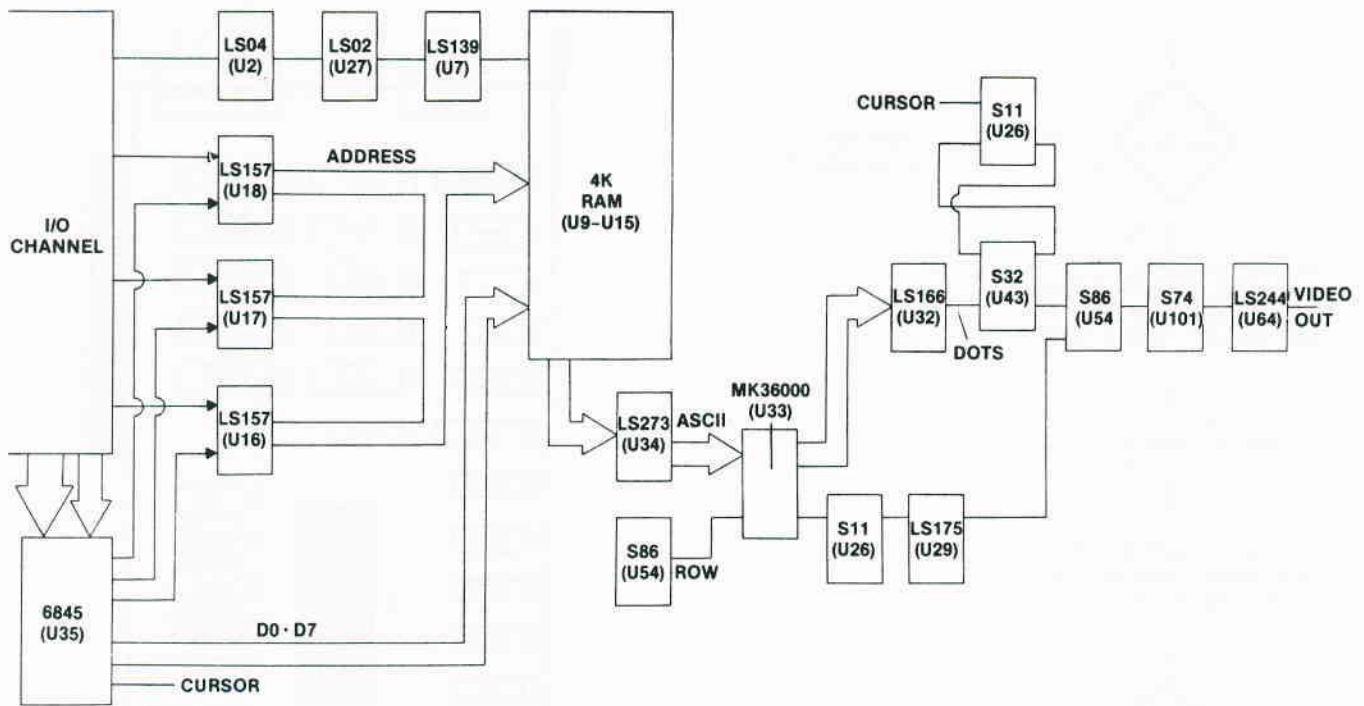 I/O
CHANNEL
LS04
(U2)
LS02
(U27)
LS139
(U7)
LS157
(U18)
ADDRESS
LS157
(U17)
LS157
(U16)
4K
RAM
(U9–U15)
6845
(U35)
D0 · D7
CURSOR
LS273
(U34)
ASCII
MK36000
(U33)
S86
(U54)
ROW
S11
(U26)
LS175
(U29)
LS166
(U32)
DOTS
CURSOR
S11
(U26)
S32
(U43)
S86
(U54
S74
(U101)
LS244
(U64)
VIDEO
OUT